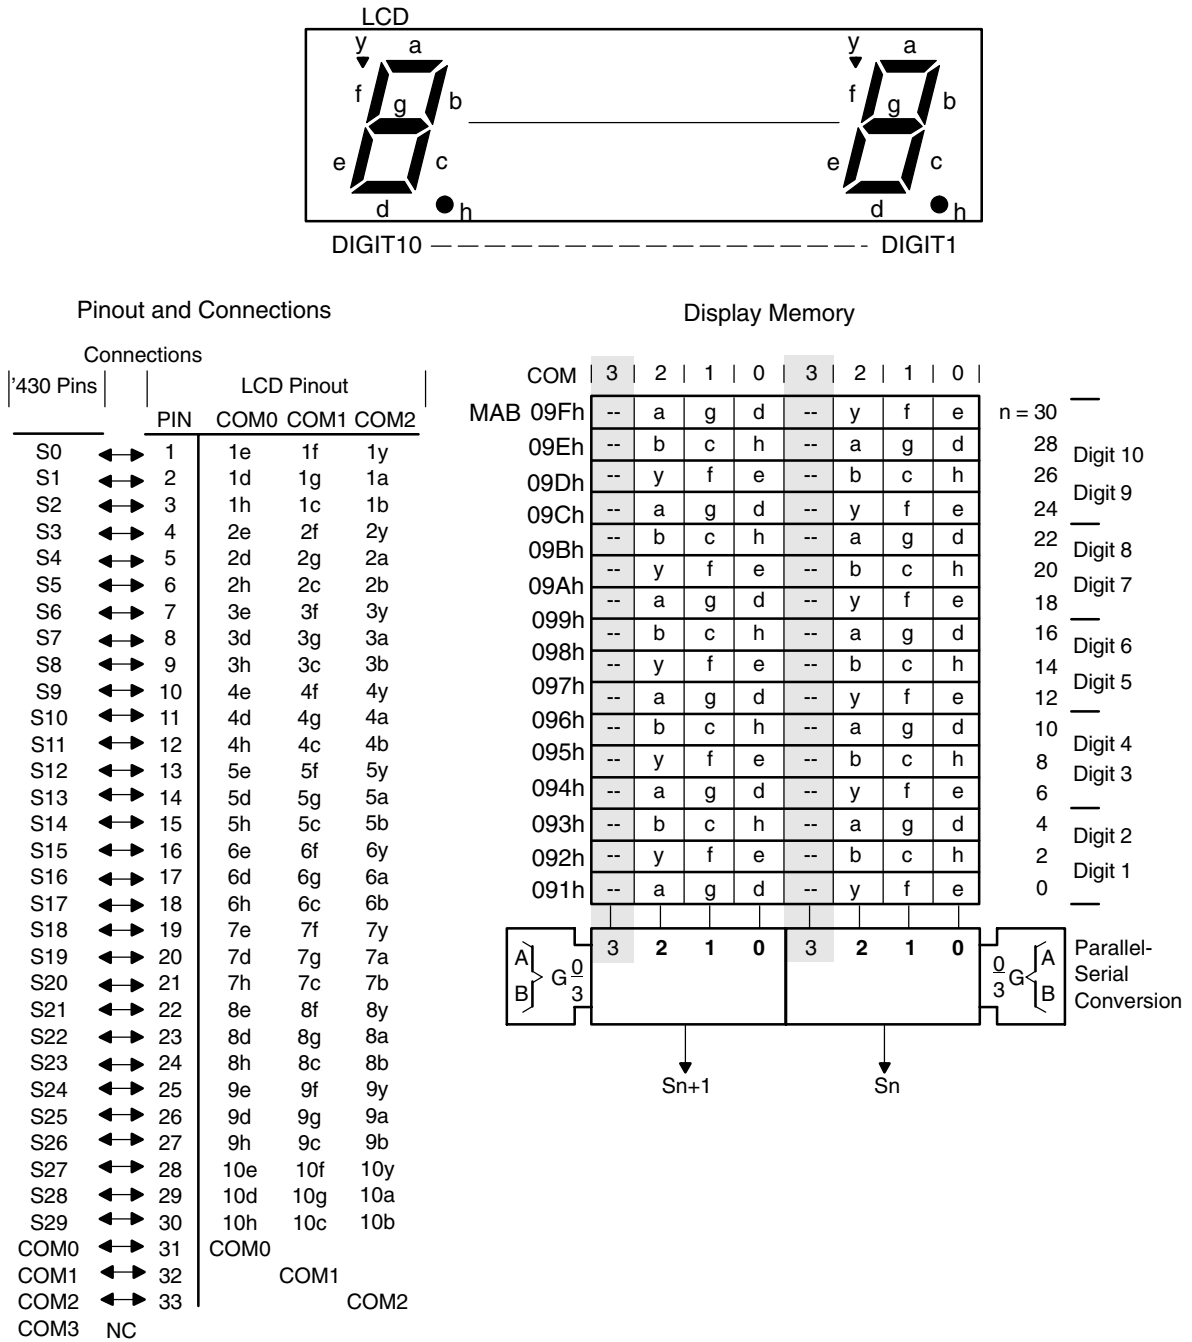 LCD
y a y a
f g b f g b
e c e c
d h d h
DIGIT10 DIGIT1
Pinout and Connections
Connections
'430 Pins LCD Pinout
PIN COM0 COM1 COM2
S0 1 1e 1f 1y
S1 2 1d 1g 1a
S2 3 1h 1c 1b
S3 4 2e 2f 2y
S4 5 2d 2g 2a
S5 6 2h 2c 2b
S6 7 3e 3f 3y
S7 8 3d 3g 3a
S8 9 3h 3c 3b
S9 10 4e 4f 4y
S10 11 4d 4g 4a
S11 12 4h 4c 4b
S12 13 5e 5f 5y
S13 14 5d 5g 5a
S14 15 5h 5c 5b
S15 16 6e 6f 6y
S16 17 6d 6g 6a
S17 18 6h 6c 6b
S18 19 7e 7f 7y
S19 20 7d 7g 7a
S20 21 7h 7c 7b
S21 22 8e 8f 8y
S22 23 8d 8g 8a
S23 24 8h 8c 8b
S24 25 9e 9f 9y
S25 26 9d 9g 9a
S26 27 9h 9c 9b
S27 28 10e 10f 10y
S28 29 10d 10g 10a
S29 30 10h 10c 10b
COM0 31 COM0
COM1 32 COM1
COM2 33 COM2
COM3 NC
Display Memory
COM 3 2 1 0 3 2 1 0
MAB 09Fh -- a g d -- y f e n = 30
09Eh -- b c h -- a g d 28 Digit 10
09Dh -- y f e -- b c h 26 Digit 9
09Ch -- a g d -- y f e 24
09Bh -- b c h -- a g d 22 Digit 8
09Ah -- y f e -- b c h 20 Digit 7
099h -- a g d -- y f e 18
098h -- b c h -- a g d 16 Digit 6
097h -- y f e -- b c h 14 Digit 5
096h -- a g d -- y f e 12
095h -- b c h -- a g d 10 Digit 4
094h -- y f e -- b c h 8 Digit 3
-- a g d -- y f e 6
093h -- b c h -- a g d 4 Digit 2
092h -- y f e -- b c h 2 Digit 1
091h -- a g d -- y f e 0
A B G 0 3 3 2 1 0 3 2 1 0 0 3 G A B
Parallel-
Serial
Conversion
Sn+1 Sn